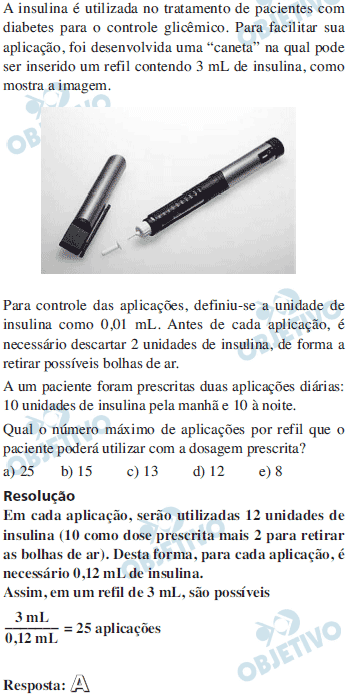 A insulina é utilizada no tratamento de pacientes com
diabetes para o controle glicêmico. Para facilitar sua
aplicação, foi desenvolvida uma “caneta” na qual pode
ser inserido um refil contendo 3 mL de insulina, como
mostra a imagem.
Para controle das aplicações, definiu-se a unidade de
insulina como 0,01 mL. Antes de cada aplicação, é
necessário descartar 2 unidades de insulina, de forma a
retirar possíveis bolhas de ar.
A um paciente foram prescritas duas aplicações diárias:
10 unidades de insulina pela manhã e 10 à noite.
Qual o número máximo de aplicações por refil que o
paciente poderá utilizar com a dosagem prescrita?
a) 25 b) 15 c) 13 d) 12 e) 8
Resolução
Em cada aplicação, serão utilizadas 12 unidades de
insulina (10 como dose prescrita mais 2 para retirar
as bolhas de ar). Desta forma, para cada aplicação, é
necessário 0,12 mL de insulina.
Assim, em um refil de 3 mL, são possíveis
3 mL
0,12 mL = 25 aplicações
Resposta: A
OBJETIVO
OBJETIVO
OBJETIVO
OBJETIVO
OBJETIVO
OBJETIVO